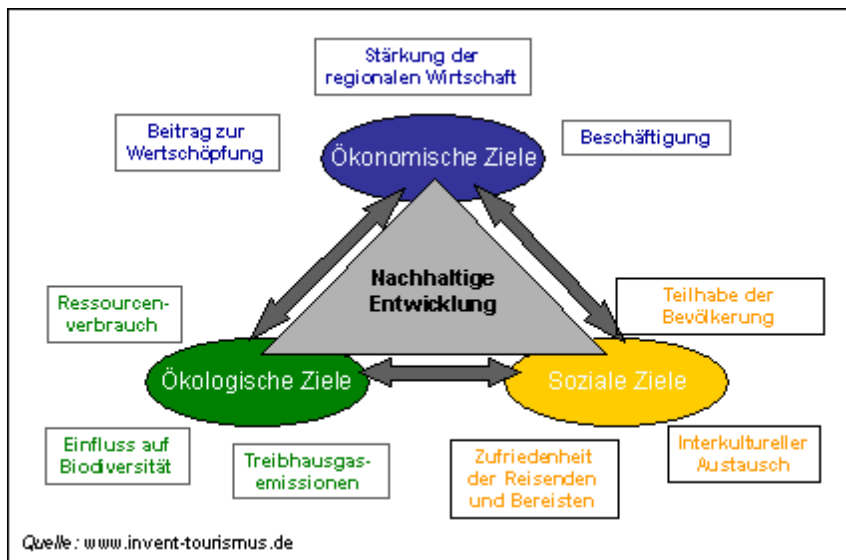 Stärkung der
regionalen Wirtschaft
Beitrag zur
Wertschöpfung
Ökonomische Ziele
Beschäftigung
Nachhaltige
Entwicklung
Ressourcen-
verbrauch
Teilhabe der
Bevölkerung
Ökologische Ziele
Soziale Ziele
Einfluss auf
Biodiversität
Treibhausgas-
emissionen
Zufriedenheit
der Reisenden
und Bereisten
Interkultureller
Austausch
Quelle: www.invent-tourismus.de